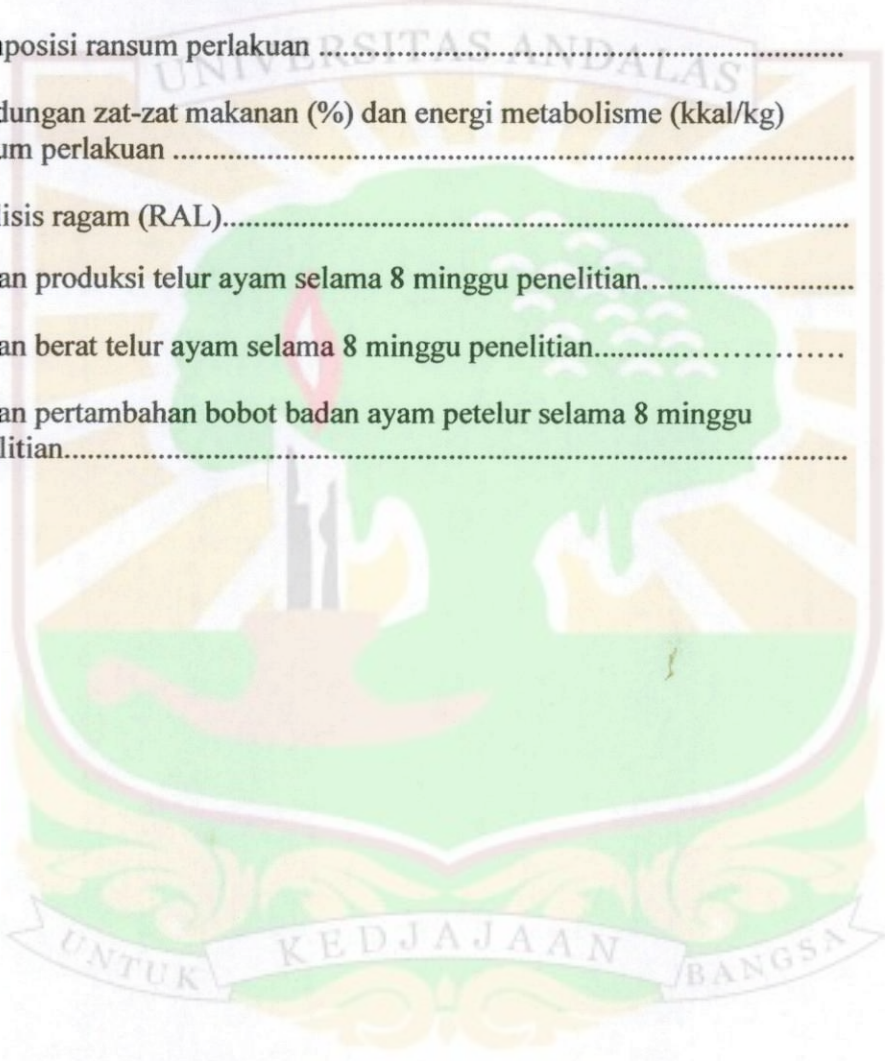 posisi ransum perlakuan ................................................
UNIVERSITAS ANDALAS
dungan zat-zat makanan (%) dan energi metabolisme (kkal/kg)
um perlakuan ................................................
lisis ragam (RAL)................................................
an produksi telur ayam selama 8 minggu penelitian................................
an berat telur ayam selama 8 minggu penelitian................................
an pertambahan bobot badan ayam petelur selama 8 minggu
litian................................................
UNTUK KEDJAJAAN BANGSA